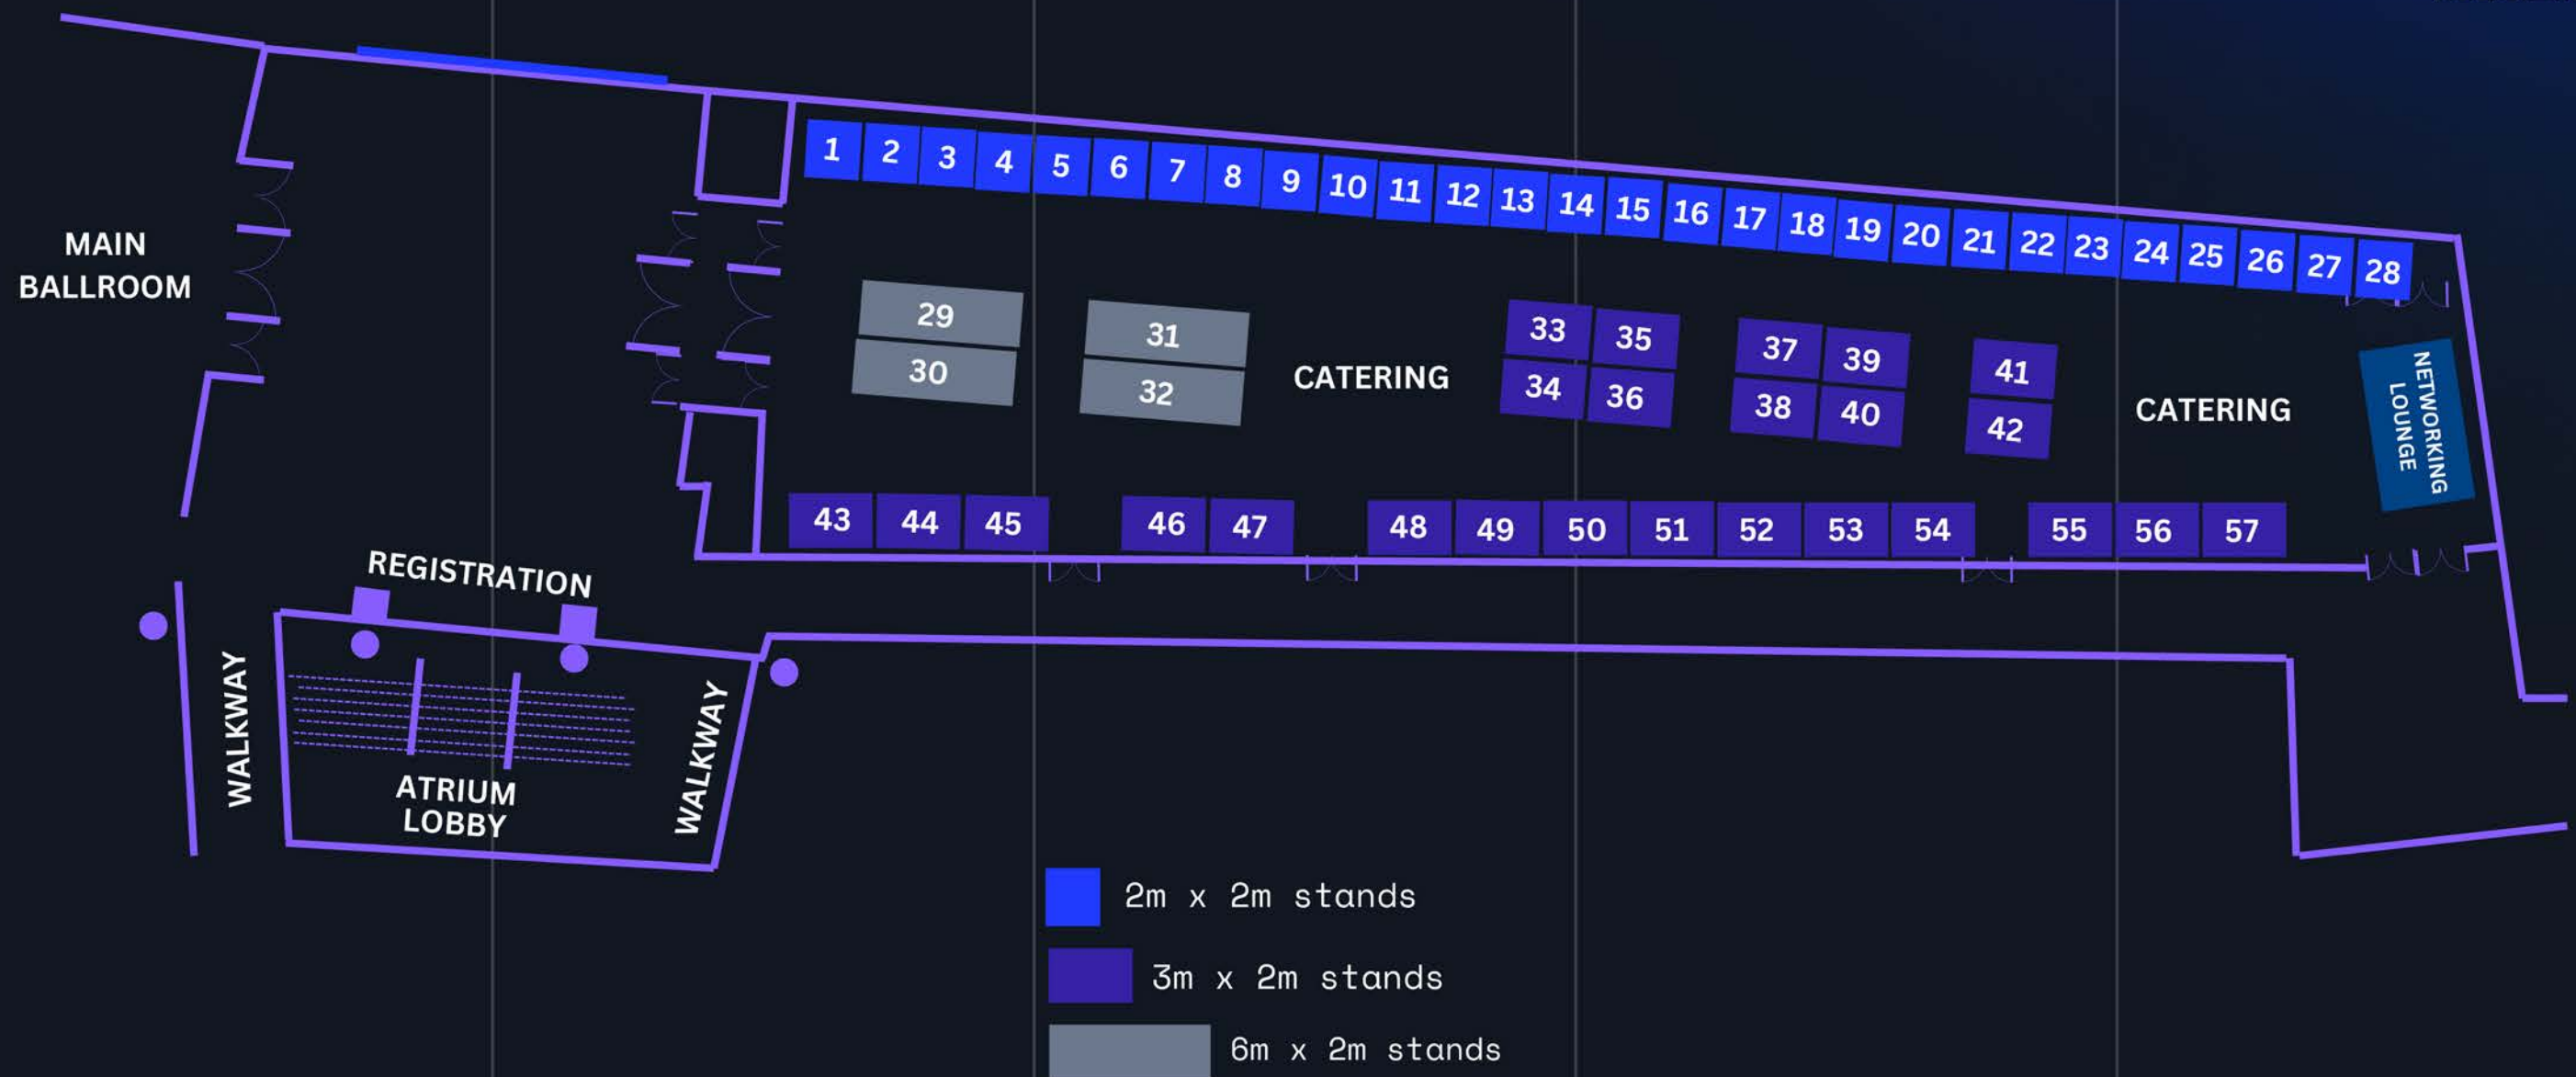 MAIN
BALLROOM
1 2 3 4 5 6 7 8 9 10 11 12 13 14 15 16 17 18 19 20 21 22 23 24 25 26 27 28
29
30
31
32
CATERING
33 35
34 36
37 39
38 40
41
42
CATERING
NETWORKING
LOUNGE
43 44 45 46 47 48 49 50 51 52 53 54 55 56 57
REGISTRATION
WALKWAY
ATRIUM
LOBBY
WALKWAY
2m x 2m stands
3m x 2m stands
6m x 2m stands